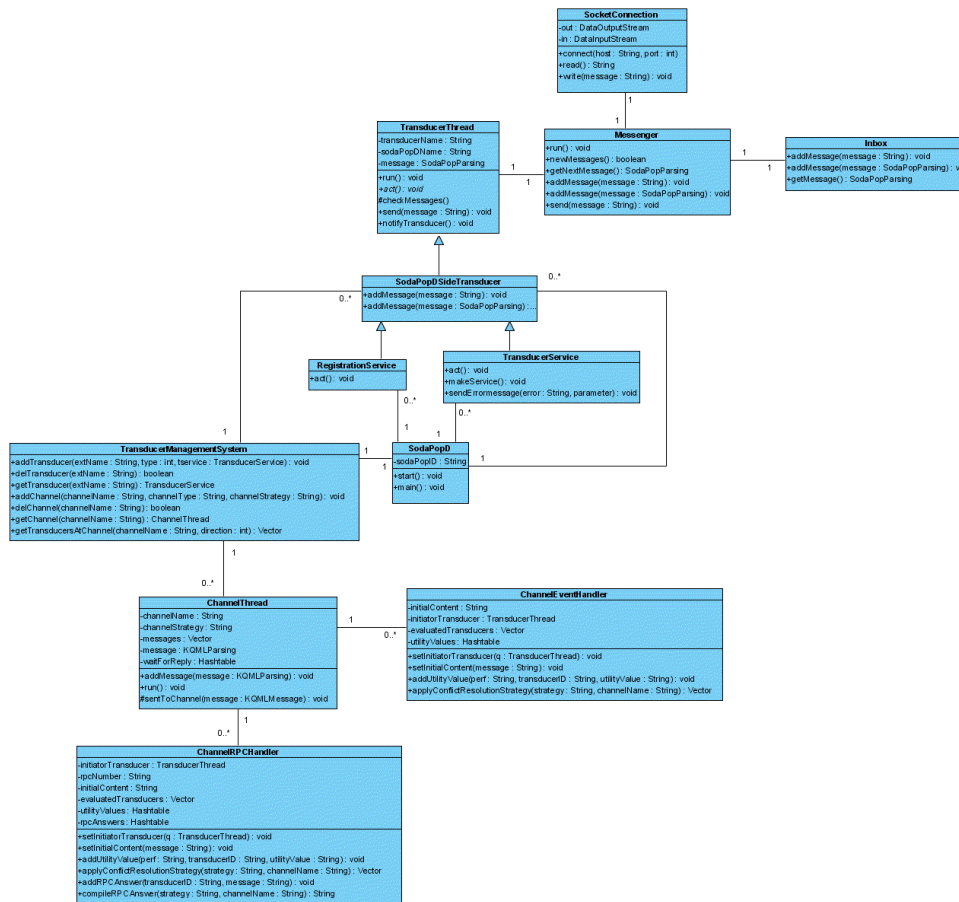 SocketConnection
-out : DataOutputStream
-in : DataInputStream
+connect(host : String, port : int)
+read() : String
+write(message : String) : void
1
1
TransducerThread
-transducerName : String
-sodaPopDName : String
-message : SodaPopParsing
+run() : void
+act() : void
#checkMessages()
+send(message : String) : void
+notifyTransducer() : void
1
1
Messenger
+run() : void
+newMessages() : boolean
+getNextMessage() : SodaPopParsing
+addMessage(message : String) : void
+addMessage(message : SodaPopParsing) : void
+send(message : String) : void
1
1
Inbox
+addMessage(message : String) : void
+addMessage(message : SodaPopParsing) : v
+getMessage() : SodaPopParsing
SodaPopDSideTransducer
+addMessage(message : String) : void
+addMessage(message : SodaPopParsing) :...
0..*
0..*
RegistrationService
+act() : void
TransducerService
+act() : void
+makeService() : void
+sendErrormessage(error : String, parameter) : void
0..*
0..*
1
1
1
SodaPopD
-sodaPopID : String
+start() : void
+main() : void
1
1
1
TransducerManagementSystem
+addTransducer(extName : String, type : int, tservice : TransducerService) : void
+delTransducer(extName : String) : boolean
+getTransducer(extName : String) : TransducerService
+addChannel(channelName : String, channelType : String, channelStrategy : String) : void
+delChannel(channelName : String) : boolean
+getChannel(channelName : String) : ChannelThread
+getTransducersAtChannel(channelName : String, direction : int) : Vector
1
0..*
ChannelThread
-channelName : String
-channelStrategy : String
-messages : Vector
-message : KQMLParsing
-waitForReply : Hashtable
+addMessage(message : KQMLParsing) : void
+run() : void
#sentToChannel(message : KQMLMessage) : void
1
0..*
ChannelEventHandler
-initialContent : String
-initiatorTransducer : TransducerThread
-evaluatedTransducers : Vector
-utilityValues : Hashtable
+setInitiatorTransducer(q : TransducerThread) : void
+setInitialContent(message : String) : void
+addUtilityValue(perf : String, transducerID : String, utilityValue : String) : void
+applyConflictResolutionStrategy(strategy : String, channelName : String) : Vector
1
0..*
ChannelRPCHandler
-initiatorTransducer : TransducerThread
-rpcNumber : String
-initialContent : String
-evaluatedTransducers : Vector
-utilityValues : Hashtable
-rpcAnswers : Hashtable
+setInitiatorTransducer(q : TransducerThread) : void
+setInitialContent(message : String) : void
+addUtilityValue(perf : String, transducerID : String, utilityValue : String) : void
+applyConflictResolutionStrategy(strategy : String, channelName : String) : Vector
+addRPCAnswer(transducerID : String, message : String) : void
+compileRPCAnswer(strategy : String, channelName : String) : String